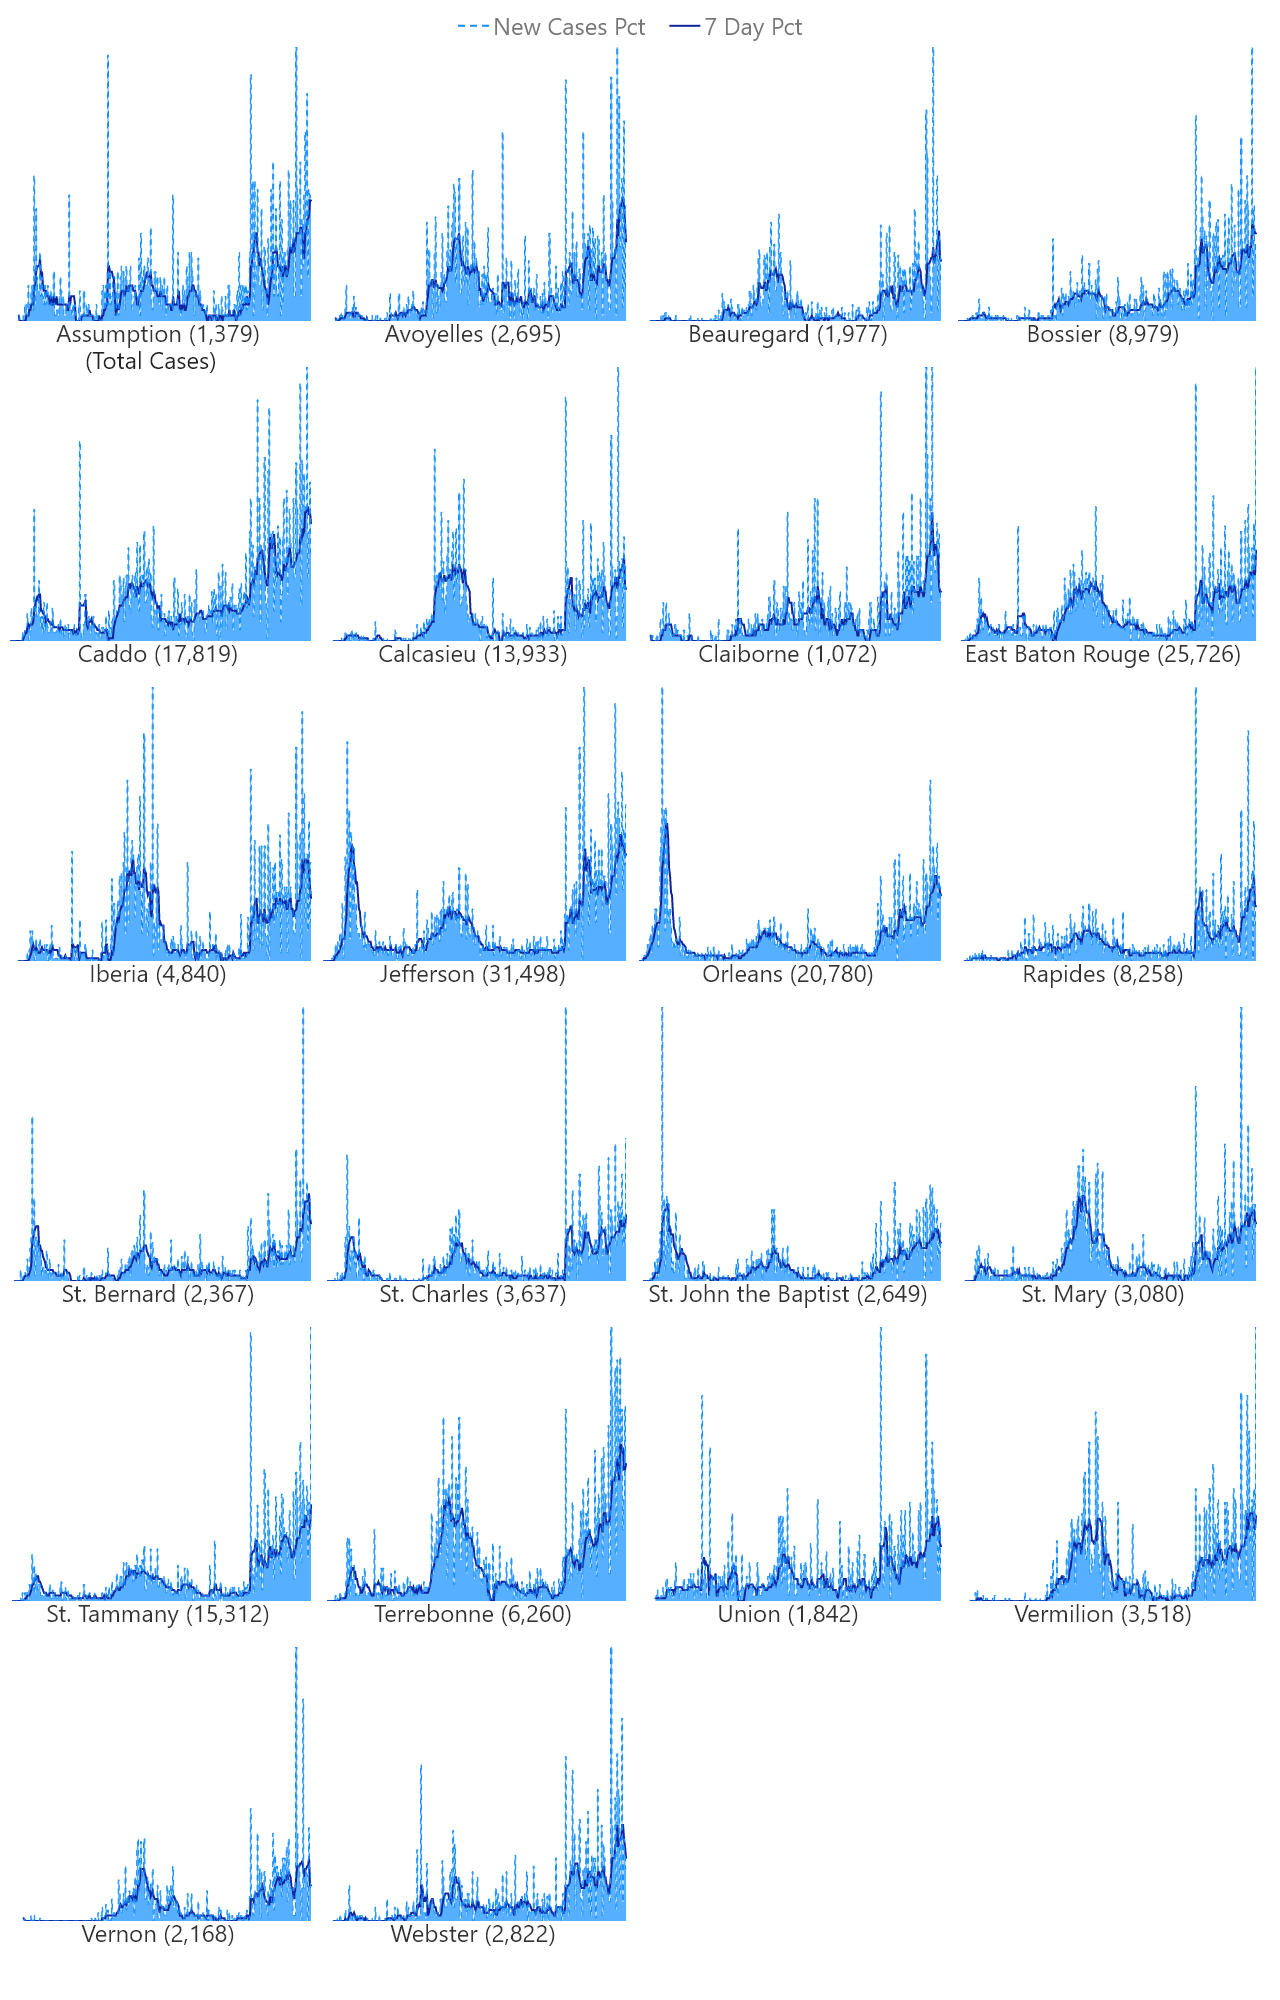 New Cases Pct 7 Day Pct
Assumption (1,379) Avoyelles (2,695) Beauregard (1,977) Bossier (8,979)
(Total Cases)
Caddo (17,819) Calcasieu (13,933) Claiborne (1,072) East Baton Rouge (25,726)
Iberia (4,840) Jefferson (31,498) Orleans (20,780) Rapides (8,258)
St. Bernard (2,367) St. Charles (3,637) St. John the Baptist (2,649) St. Mary (3,080)
St. Tammany (15,312) Terrebonne (6,260) Union (1,842) Vermilion (3,518)
Vernon (2,168) Webster (2,822)